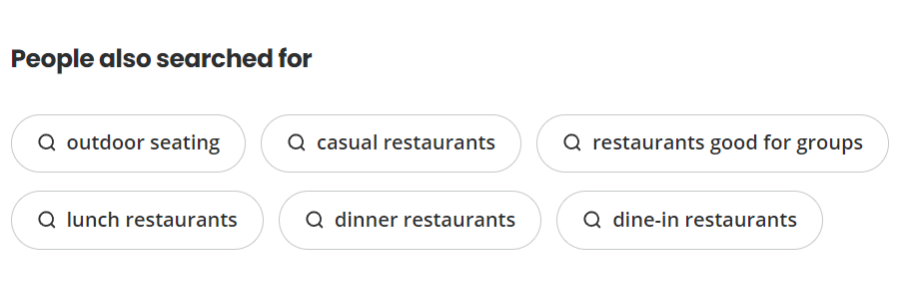 People also searched for
outdoor seating casual restaurants restaurants good for groups
lunch restaurants dinner restaurants dine-in restaurants